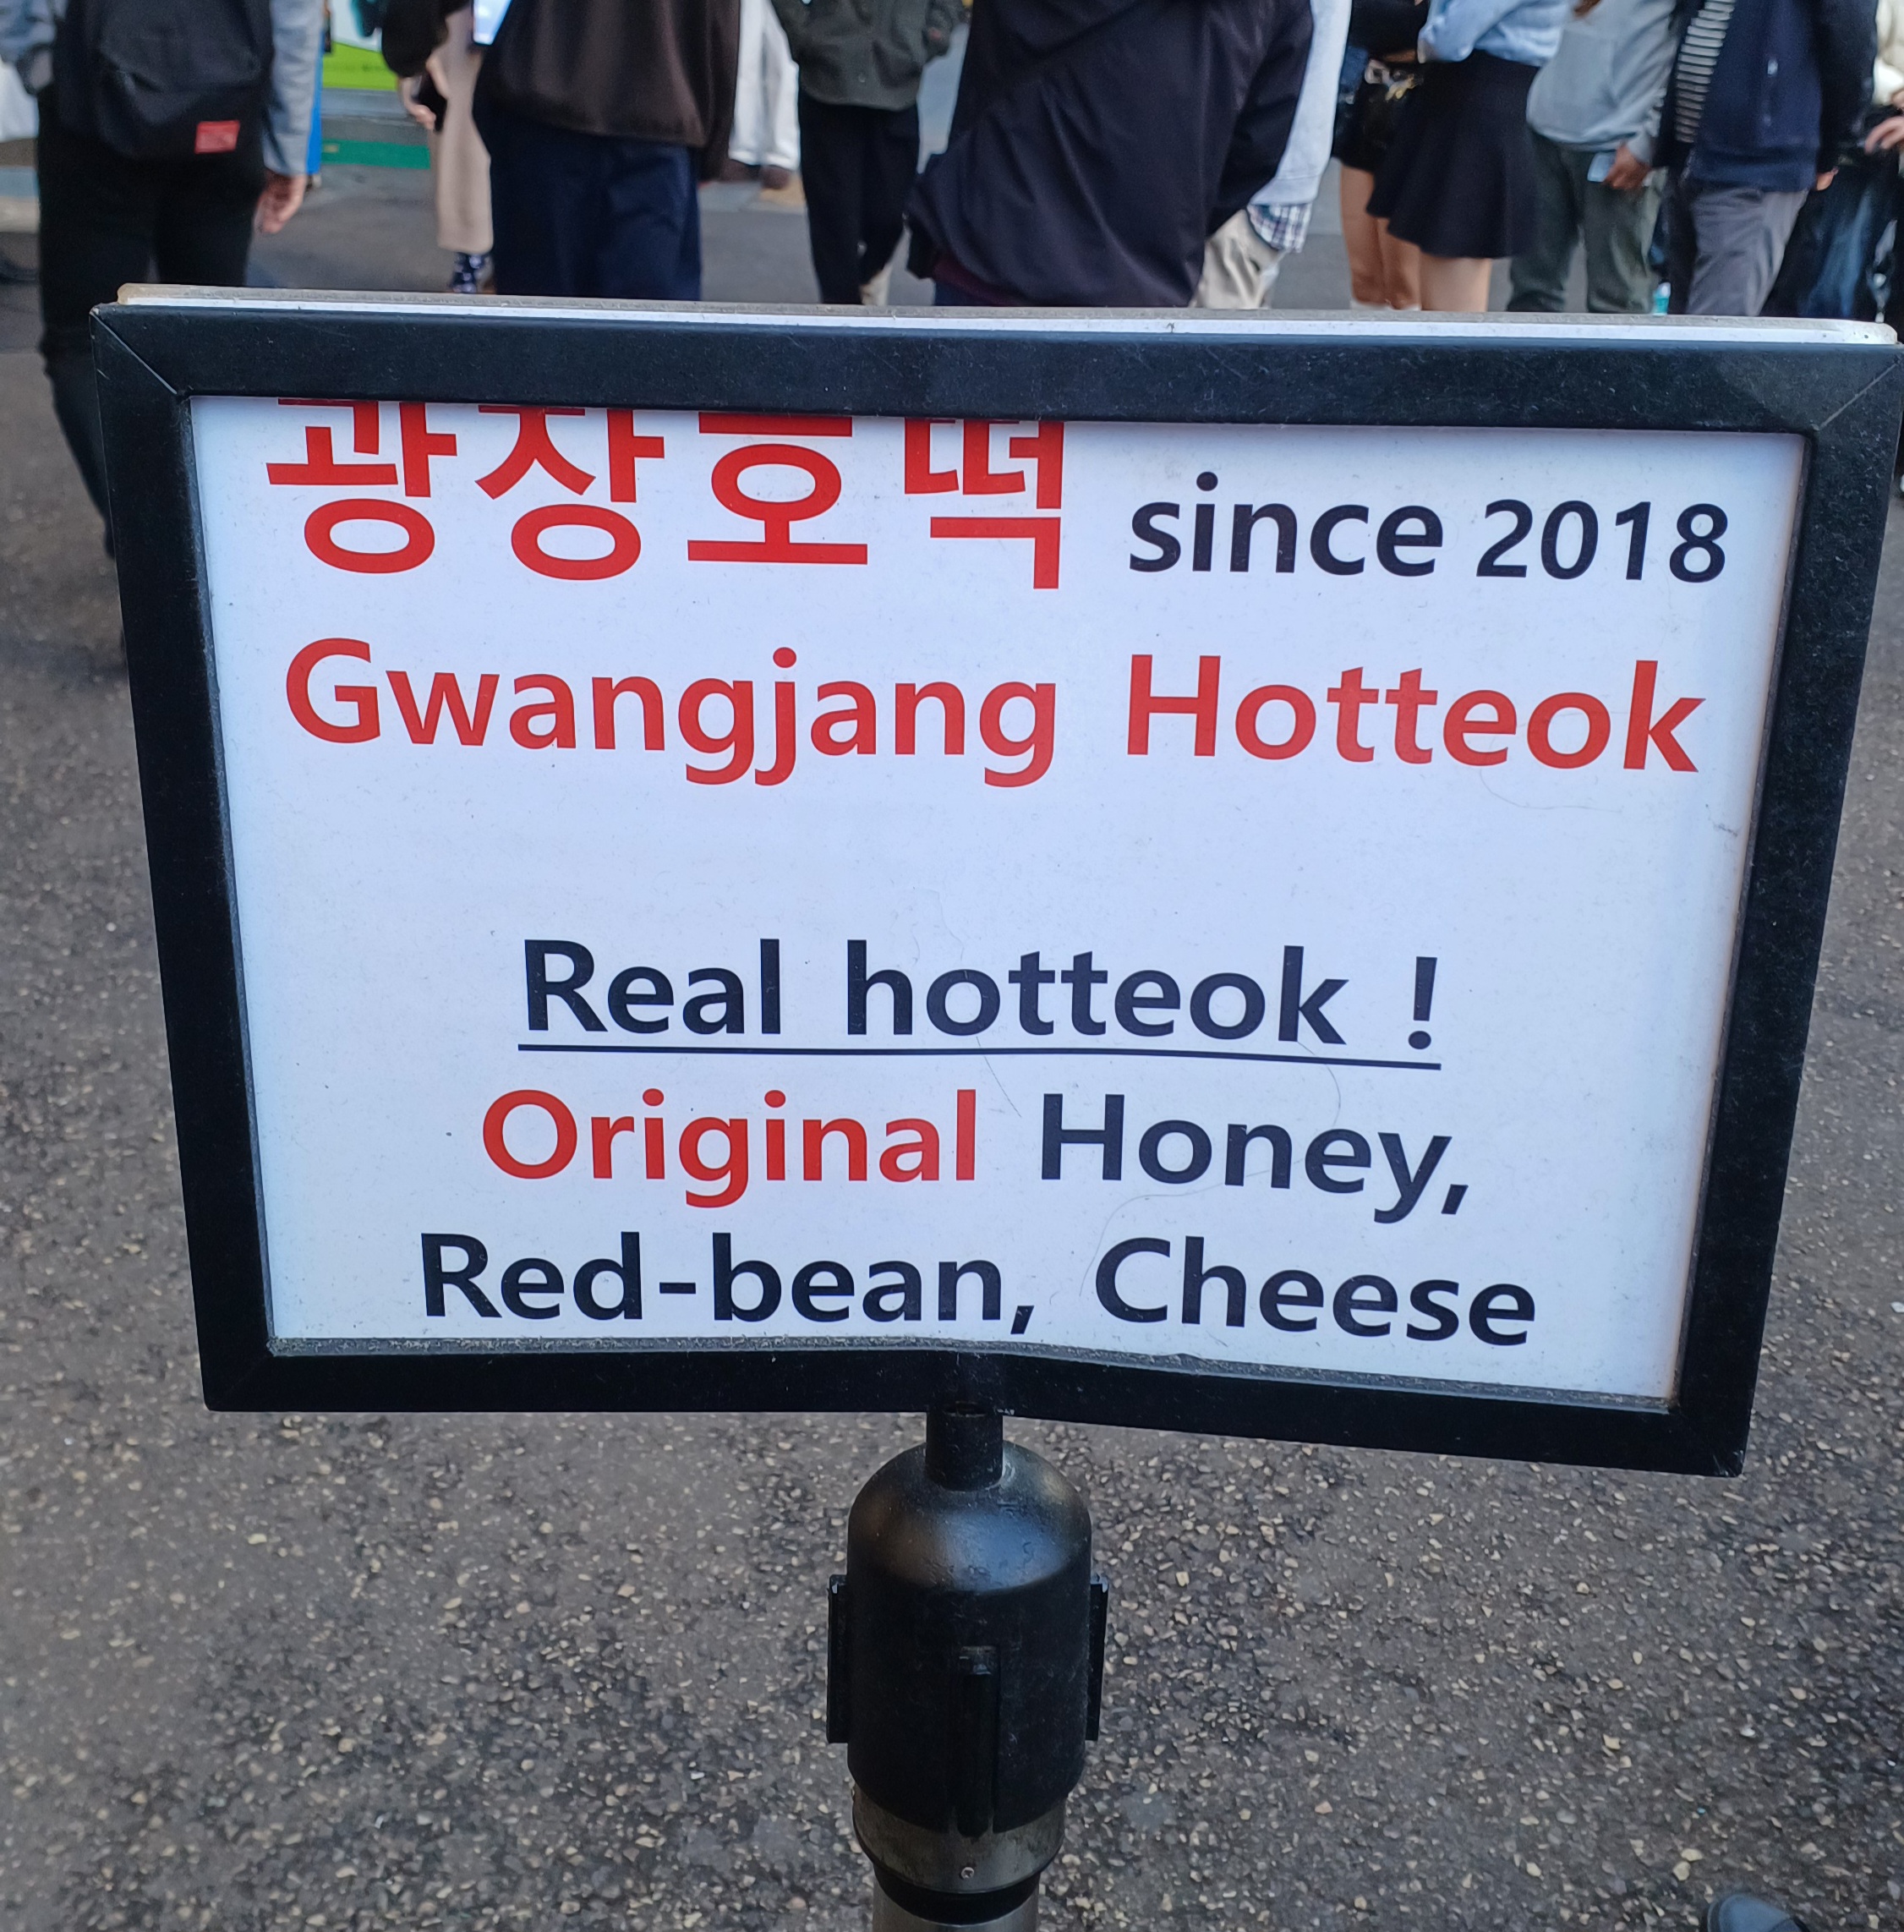 광장호떡 since 2018
Gwangjang Hotteok
Real hotteok !
Original Honey,
Red-bean, Cheese